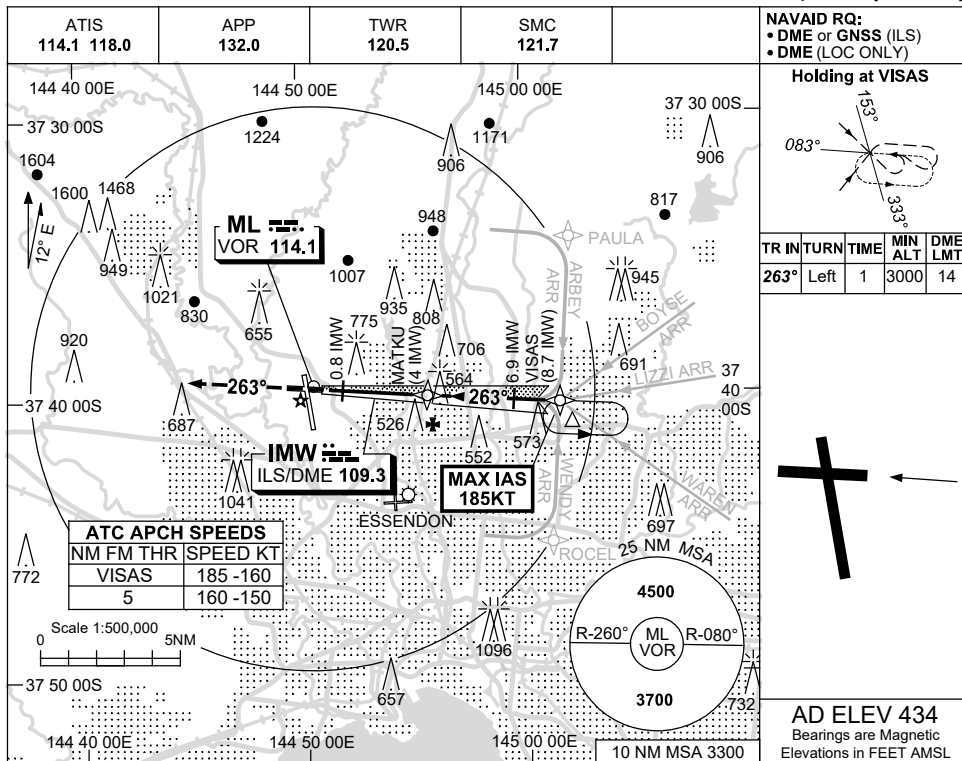 ATIS
114.1 118.0
APP
132.0
TWR
120.5
SMC
121.7
NAVAID RQ:
• DME or GNSS (ILS)
• DME (LOC ONLY)
Holding at VISAS
153°
083°
333°
TR IN TURN TIME MIN ALT DME LMT
263° Left 1 3000 14
144 40 00E
144 50 00E
145 00 00E
37 30 00S
37 30 00S
1604
1224
1171
906
906
1600
1468
12° E
949
ML
VOR 114.1
948
817
PAULA
1021
1007
945
830
655
935
808
ARBEY ARR
BOYSE ARR
920
775
0.8 IMW
MATKU
(4 IMW)
706
6.9 IMW
VISAS
(8.7 IMW)
691
LIZZI ARR
37 40 00S
263°
564
263°
37 40 00S
687
526
573
552
IMW
ILS/DME 109.3
MAX IAS
185KT
WENDY ARR
WAREN ARR
1041
ESSENDON
697
ROCEL
ATC APCH SPEEDS
NM FM THR SPEED KT
VISAS 185 -160
5 160 -150
772
25 NM MSA
4500
R-260°
ML
VOR
R-080°
3700
Scale 1:500,000
0 5NM
1096
657
732
37 50 00S
144 40 00E
144 50 00E
145 00 00E
10 NM MSA 3300
AD ELEV 434
Bearings are Magnetic
Elevations in FEET AMSL